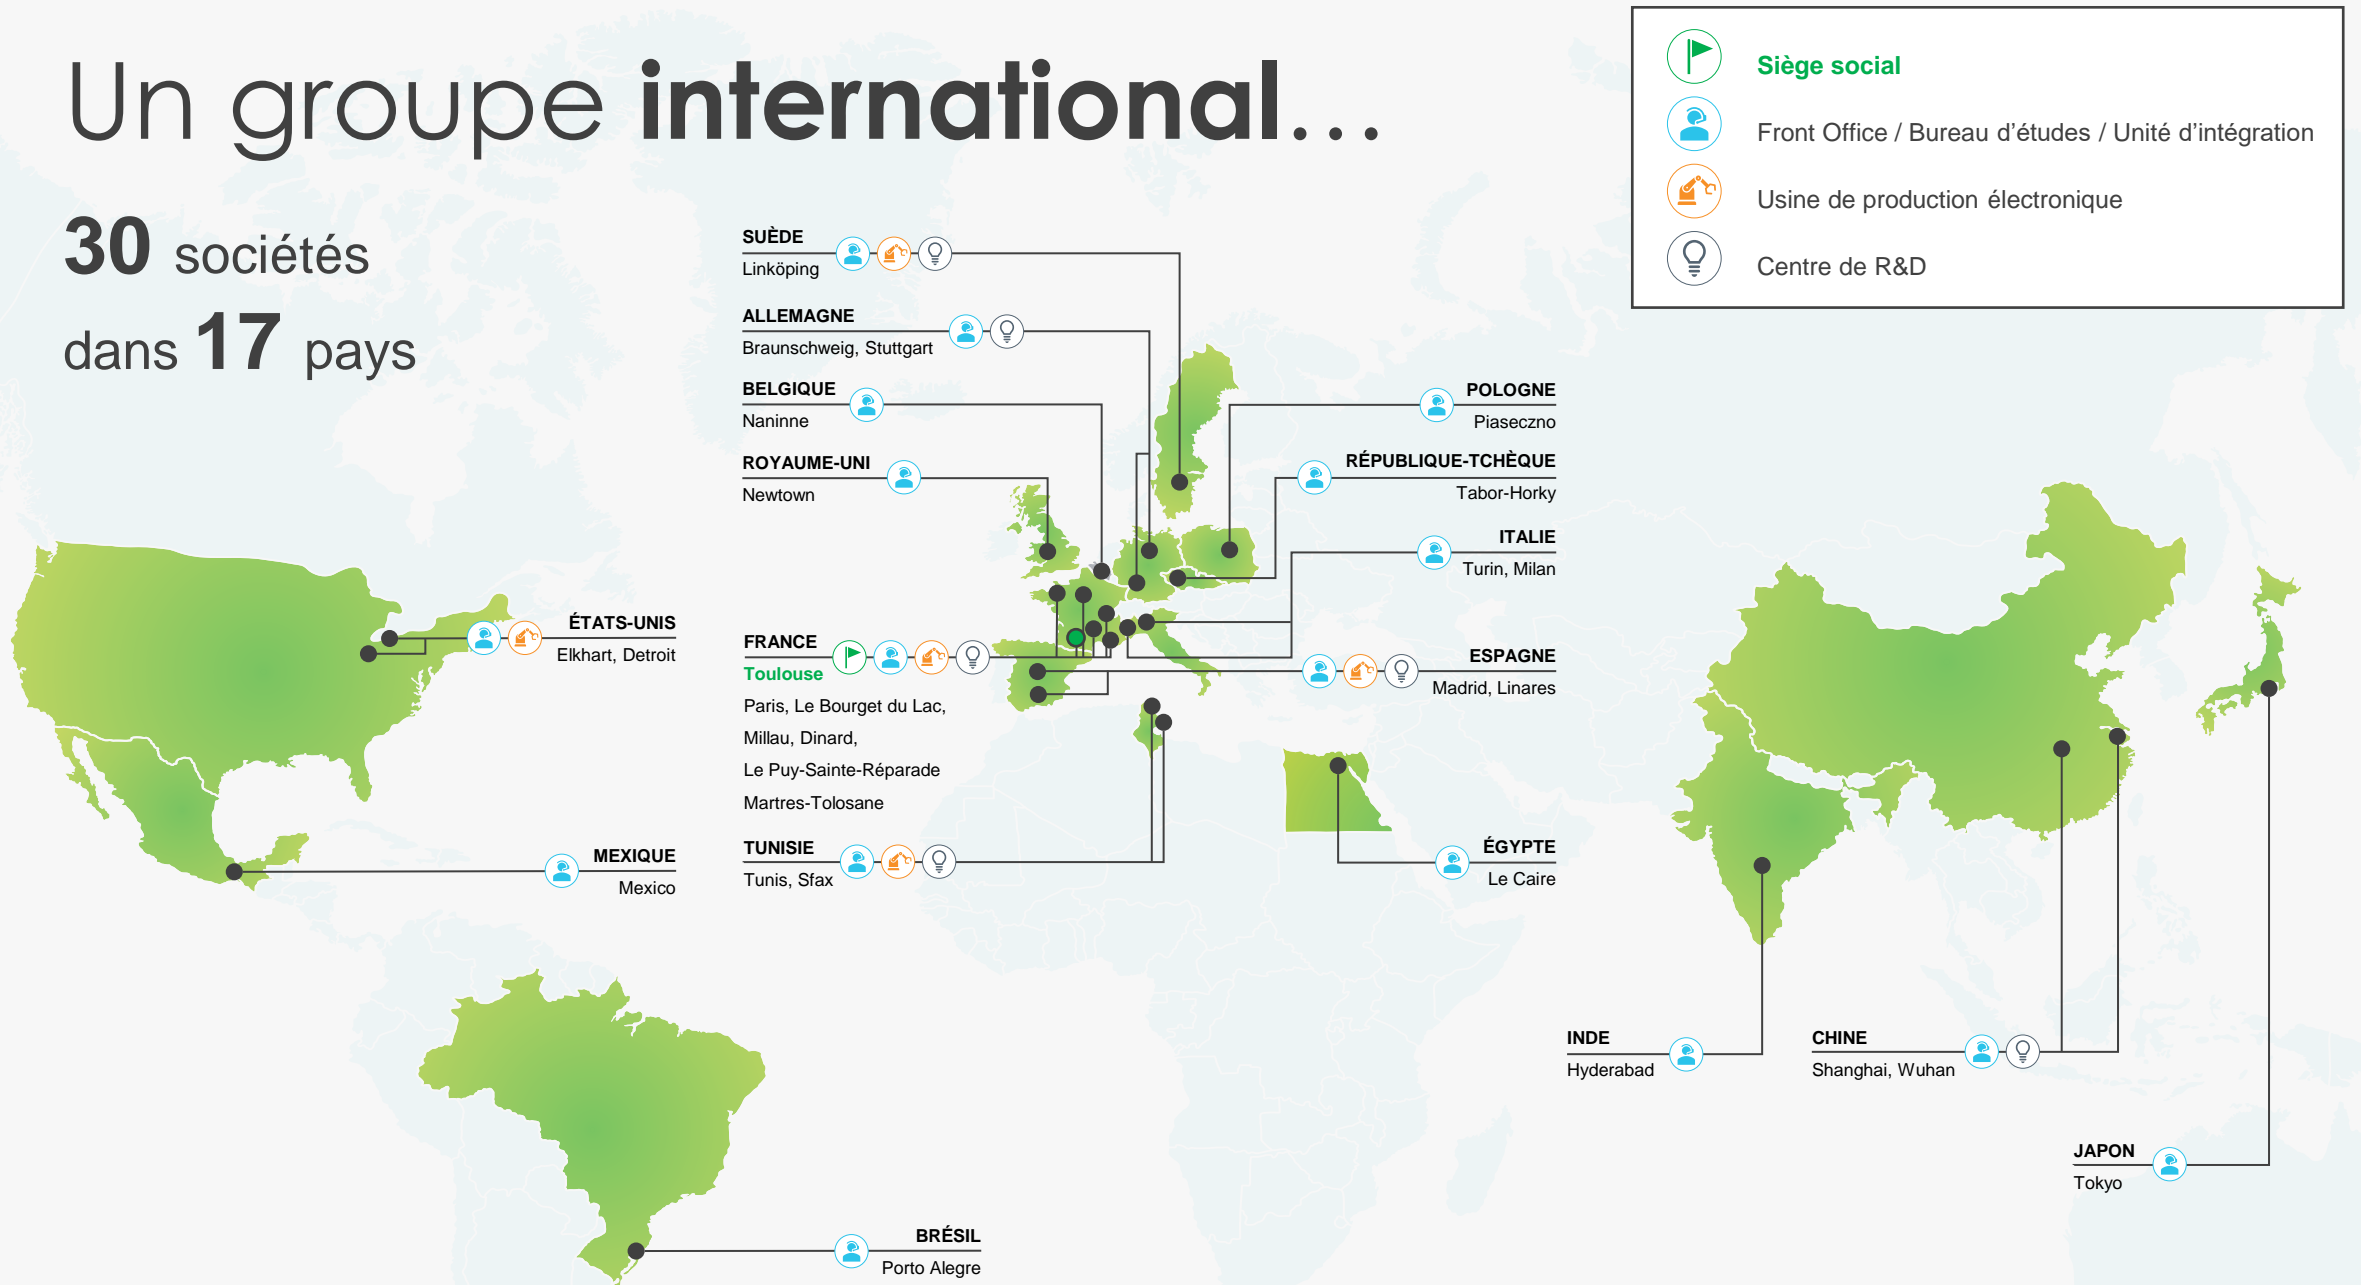 Un groupe international...
30 sociétés
dans 17 pays
Siège social
Front Office / Bureau d'études / Unité d'intégration
Usine de production électronique
Centre de R&D
SUÈDE
Linköping
ALLEMAGNE
Braunschweig, Stuttgart
BELGIQUE
Naninne
ROYAUME-UNI
Newtown
POLOGNE
Piaseczno
RÉPUBLIQUE-TCHÈQUE
Tabor-Horky
ITALIE
Turin, Milan
ÉTATS-UNIS
Elkhart, Detroit
FRANCE
Toulouse
Paris, Le Bourget du Lac,
Millau, Dinard,
Le Puy-Sainte-Réparade
Martres-Tolosane
ESPAGNE
Madrid, Linares
TUNISIE
Tunis, Sfax
ÉGYPTE
Le Caire
MEXIQUE
Mexico
INDE
Hyderabad
CHINE
Shanghai, Wuhan
JAPON
Tokyo
BRÉSIL
Porto Alegre